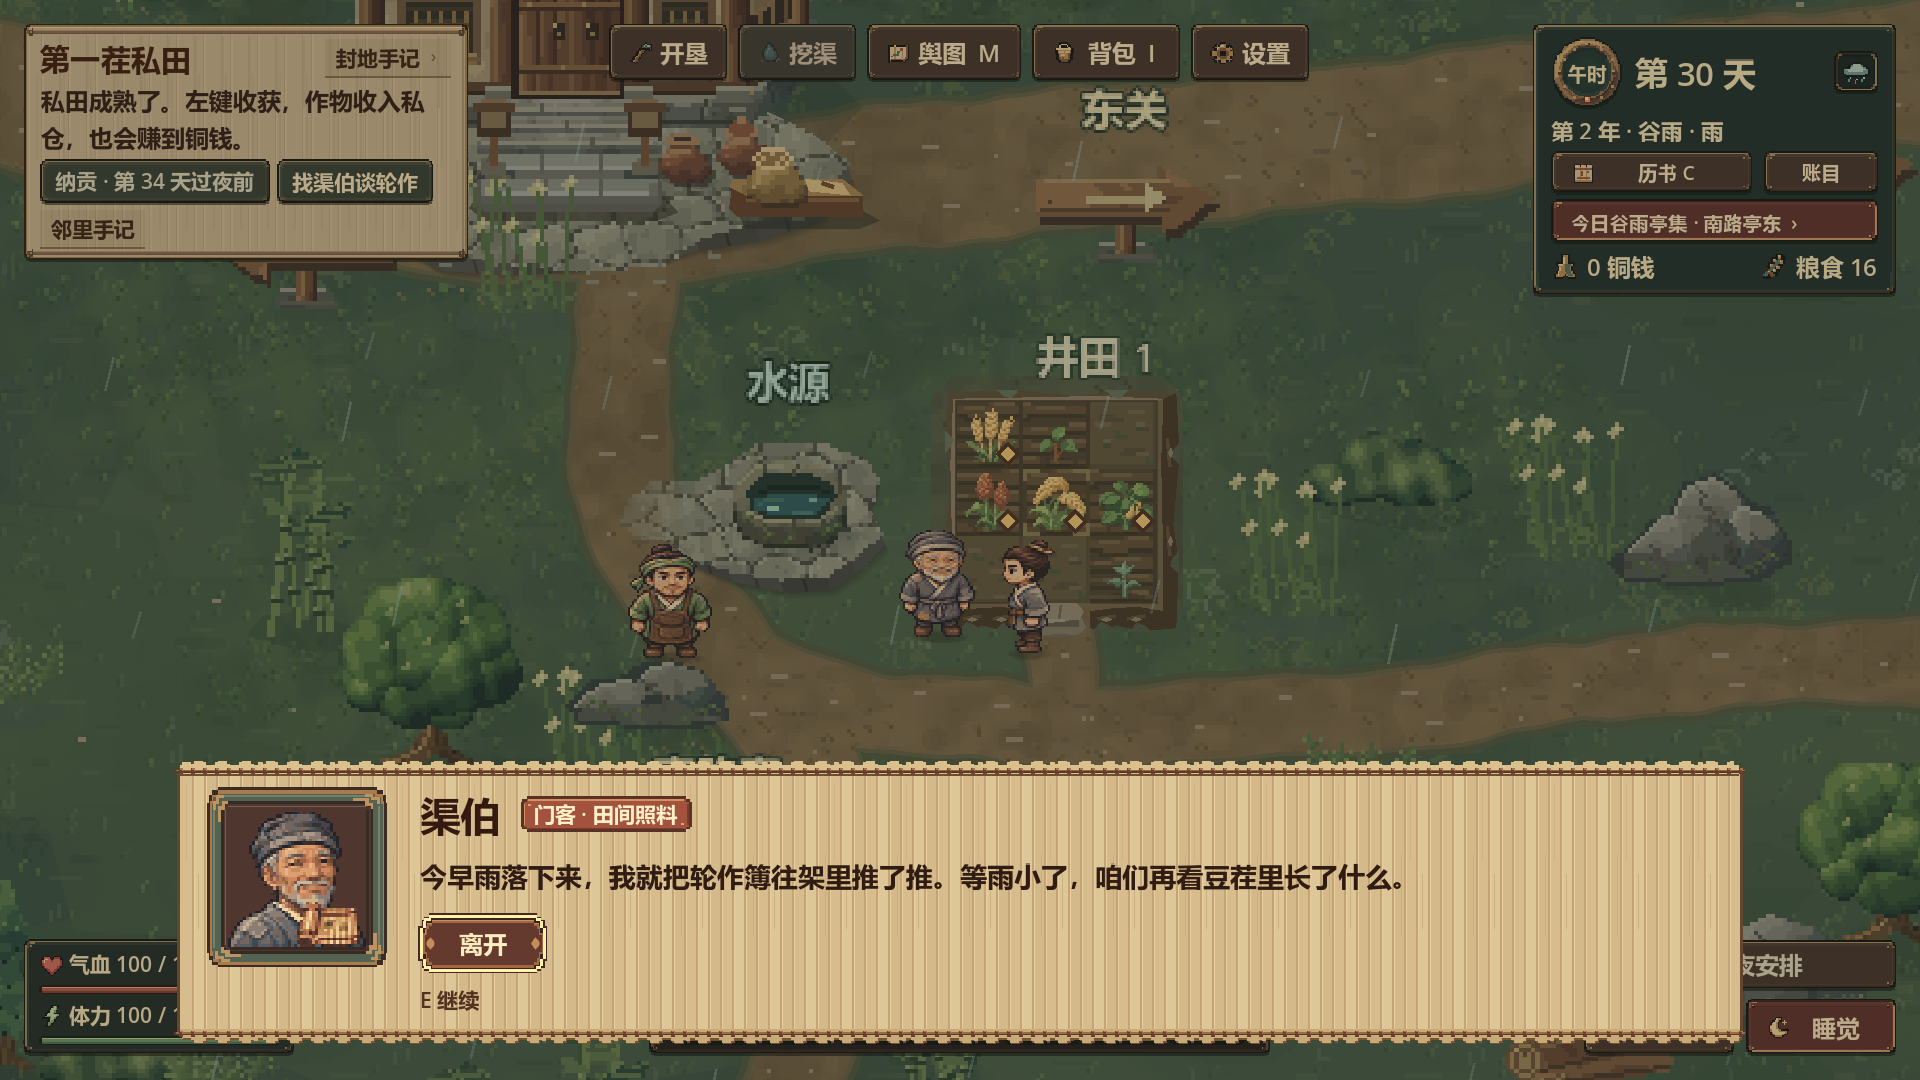 第一茬私田
封地手记 ›
私田成熟了。左键收获，作物收入私
仓，也会赚到铜钱。
纳贡 · 第 34 天过夜前
找渠伯谈轮作
邻里手记
开垦
挖渠
舆图 M
背包 I
设置
午时
第 30 天
第 2 年 · 谷雨 · 雨
历书 C
账目
今日谷雨亭集 · 南路亭东 ›
0 铜钱
粮食 16
东关
水源
井田 1
渠伯
门客 · 田间照料
今早雨落下来，我就把轮作簿往架里推了推。等雨小了，咱们再看豆茬里长了什么。
离开
E 继续
气血 100 /
体力 100 /
安排
睡觉